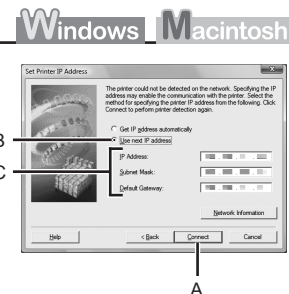 Windows Macintosh
Set Printer IP Address
The printer could not be detected on the network. Specifying the IP
address may enable the communication with the printer. Select the
method for specifying the printer IP address from the following. Click
Connect to perform printer detection again.
Get IP address automatically
B
Use next IP address
C
IP Address:
Subnet Mask:
Default Gateway:
Network Information
Help
< Back
Connect
Cancel
A